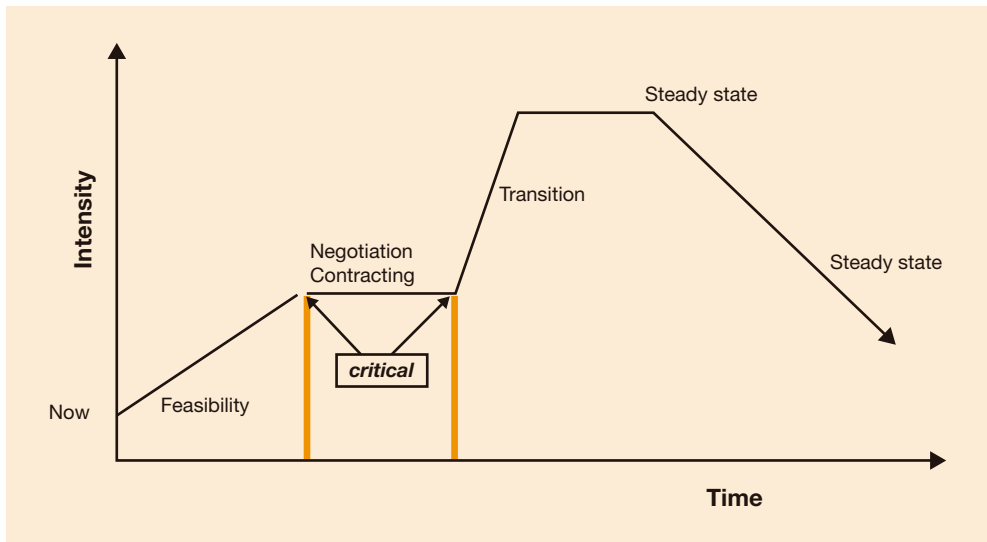 Steady state
Intensity
Transition
Negotiation
Contracting
Steady state
critical
Now
Feasibility
Time